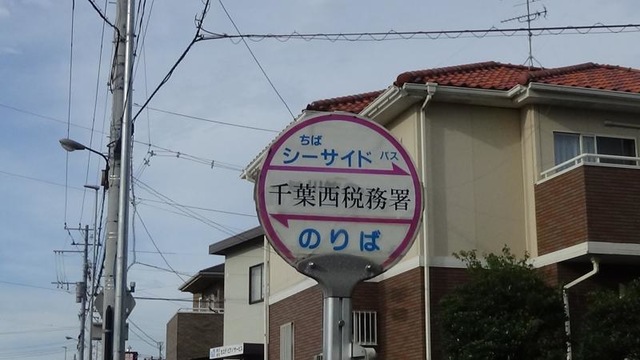 ちば
シーサイドバス
千葉西税務署
のりば